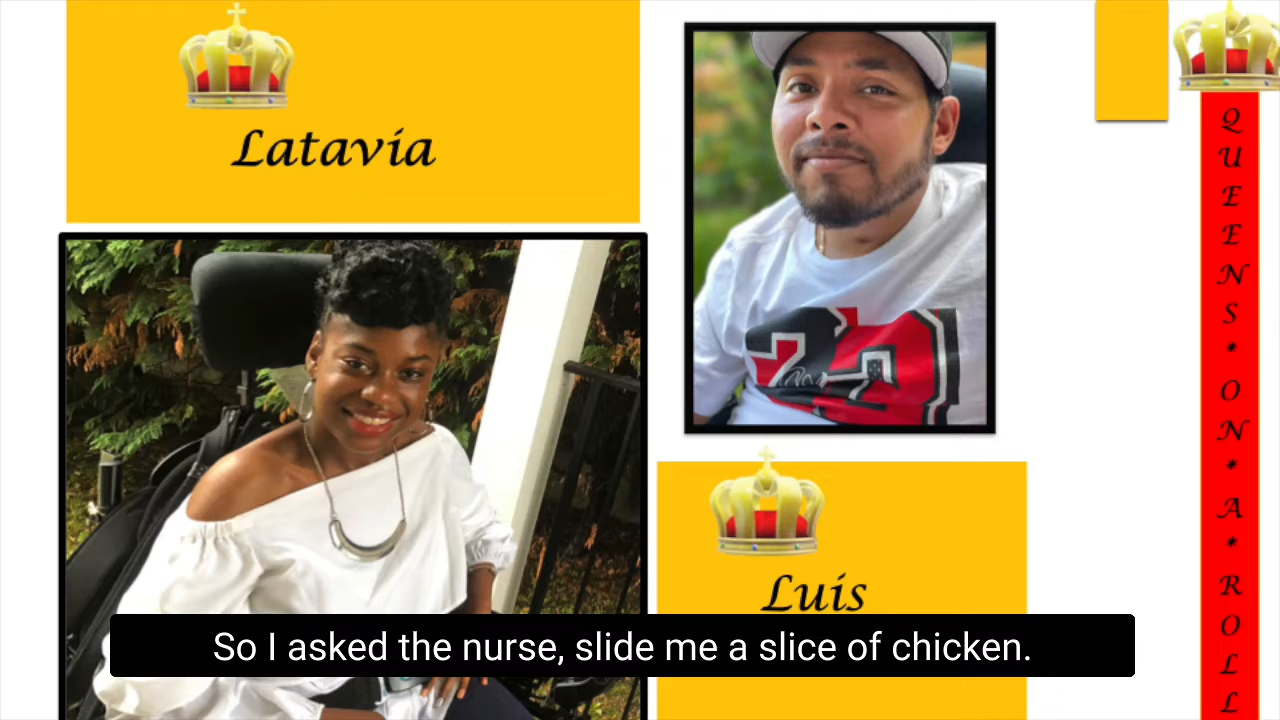 Latavia
Luis
So I asked the nurse, slide me a slice of chicken.
QUEENS*ON*A*ROLL